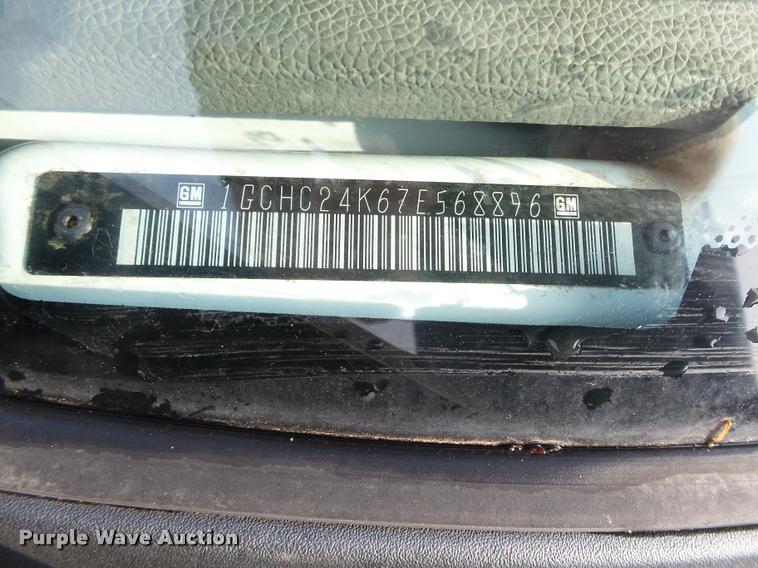 GM 1GCHC24K67E568896 GM
Purple Wave Auction